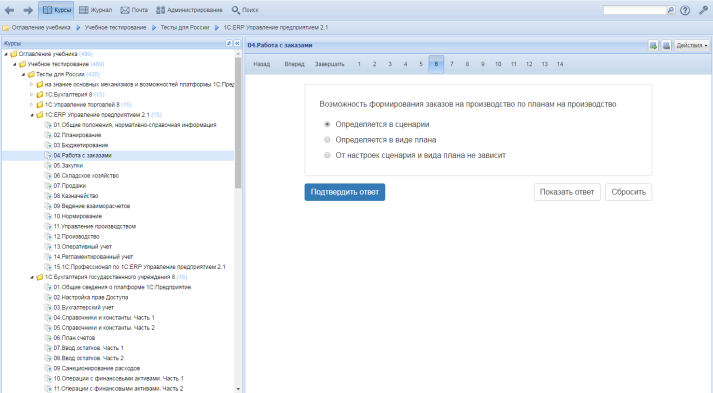 Курсы Журнал Почта Администрирование Поиск
Оглавление учебника Учебное тестирование Тесты для России 1С:ERP Управление предприятием 2.1
Курсы
Оглавление учебника (489)
Учебное тестирование (489)
Тесты для России (435)
на знание основных механизмов и возможностей платформы 1С:Пред
1С:Бухгалтерия 8 (15)
1С:Управление торговлей 8 (15)
1С:ERP Управление предприятием 2.1 (15)
01.Общие положения, нормативно-справочная информация
02.Планирование
03.Бюджетирование
04.Работа с заказами
05.Закупки
06.Складское хозяйство
07.Продажи
08.Казначейство
09.Ведение взаиморасчетов
10.Нормирование
11.Управление производством
12.Производство
13.Оперативный учет
14.Регламентированный учет
15.1С:Профессионал по 1С:ERP Управление предприятием 2.1
1С:Бухгалтерия государственного учреждения 8 (15)
01.Общие сведения о платформе 1С:Предприятие.
02.Настройка прав Доступа
03.Бухгалтерский учет
04.Справочники и константы. Часть 1
05.Справочники и константы. Часть 2
06.План счетов
07.Ввод остатков. Часть 1
08.Ввод остатков. Часть 2
09.Санкционирование расходов
10.Операции с финансовыми активами. Часть 1
11.Операции с финансовыми активами. Часть 2
04.Работа с заказами
Действия
Назад Вперед Завершить 1 2 3 4 5 6 7 8 9 10 11 12 13 14
Возможность формирования заказов на производство по планам на производство
Определяется в сценарии
Определяется в виде плана
От настроек сценария и вида плана не зависит
Подтвердить ответ Показать ответ Сбросить